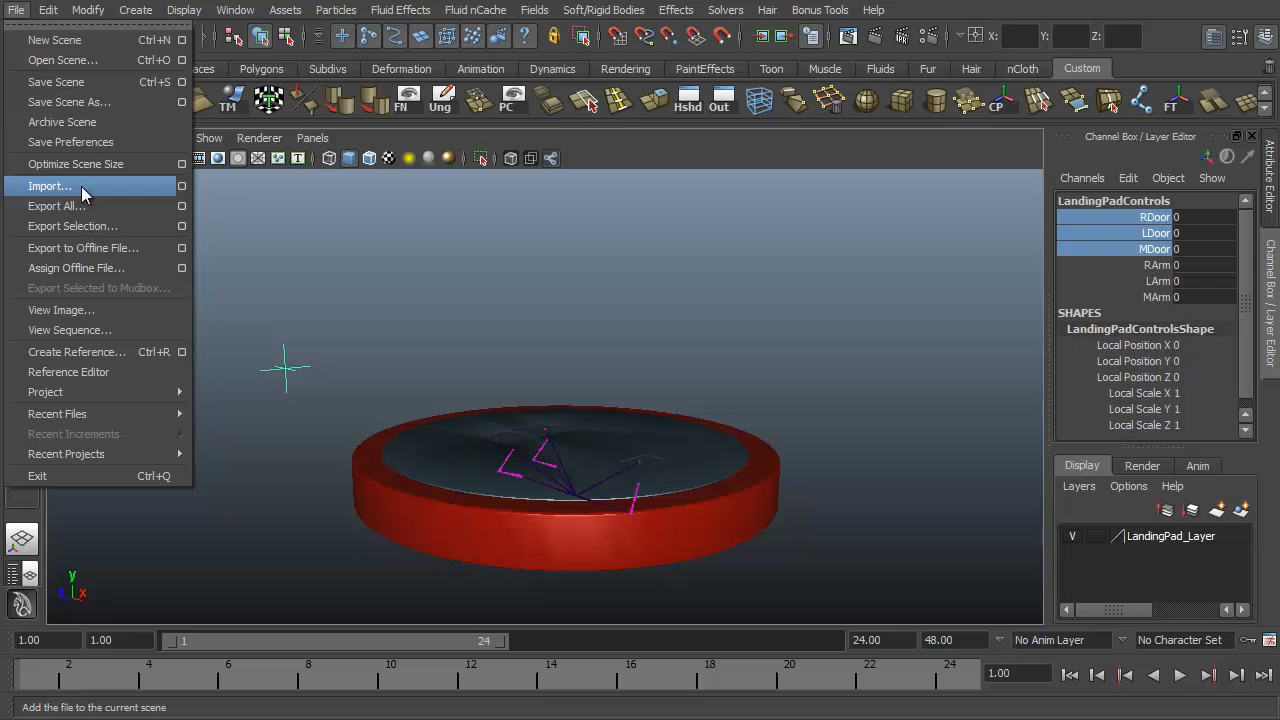 File Edit Modify Create Display Window Assets Particles Fluid Effects Fluid nCache Fields Soft/Rigid Bodies Effects Solvers Hair Bonus Tools Help
New Scene Ctrl+N
Open Scene... Ctrl+O
Save Scene Ctrl+S
Save Scene As...
Archive Scene
Save Preferences
Optimize Scene Size
Import...
Export All...
Export Selection...
Export to Offline File...
Assign Offline File...
Export Selected to Mudbox...
View Image...
View Sequence...
Create Reference... Ctrl+R
Reference Editor
Project
Recent Files
Recent Increments
Recent Projects
Exit Ctrl+Q
X: Y: Z:
aces Polygons Subdivs Deformation Animation Dynamics Rendering PaintEffects Toon Muscle Fluids Fur Hair nCloth Custom
TM FN Ung PC Hshd Out CP FT
Show Renderer Panels
Channel Box / Layer Editor
Channels Edit Object Show
LandingPadControls
RDoor 0
LDoor 0
MDoor 0
RArm 0
LArm 0
MArm 0
SHAPES
LandingPadControlsShape
Local Position X 0
Local Position Y 0
Local Position Z 0
Local Scale X 1
Local Scale Y 1
Local Scale Z 1
Attribute Editor
Channel Box / Layer Editor
Display Render Anim
Layers Options Help
V LandingPad_Layer
y
z x
1.00 1.00 1 24 24.00 48.00 No Anim Layer No Character Set
2 4 6 8 10 12 14 16 18 20 22 24 1.00
Add the file to the current scene